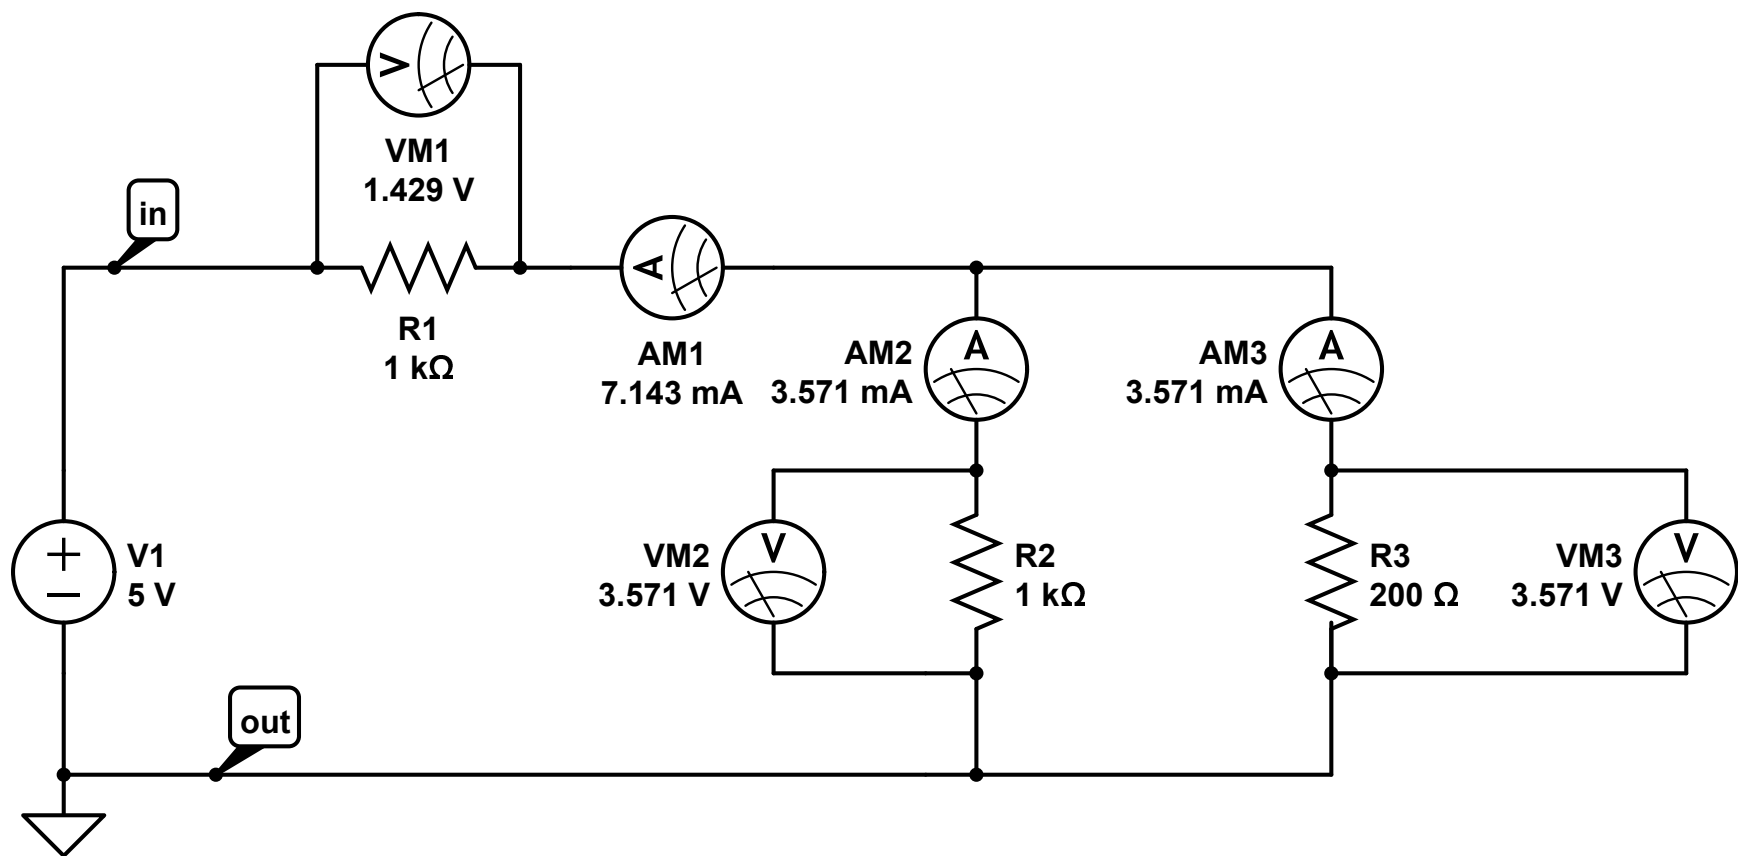 V
VM1
1.429 V
in
R1
1 kΩ
A
AM1
7.143 mA
A
AM2
3.571 mA
A
AM3
3.571 mA
V1
5 V
V
VM2
3.571 V
R2
1 kΩ
R3
200 Ω
V
VM3
3.571 V
out